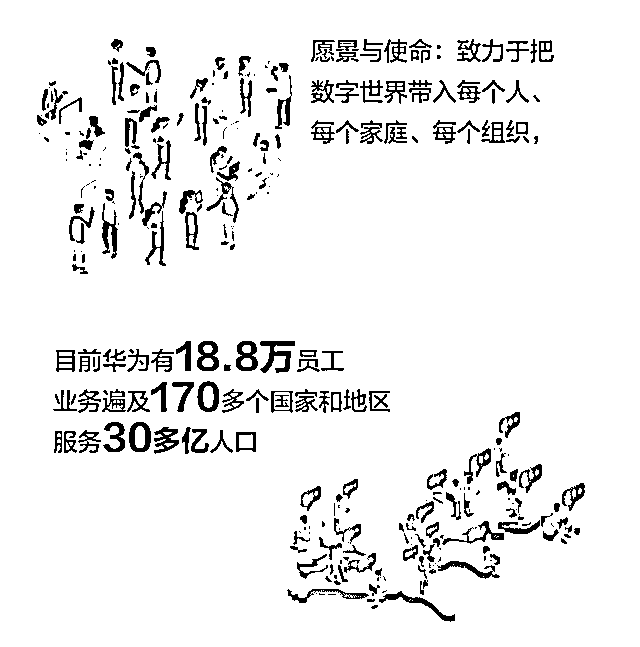 愿景与使命：致力于把
数字世界带入每个人、
每个家庭、每个组织，
目前华为有18.8万员工
业务遍及170多个国家和地区
服务30多亿人口